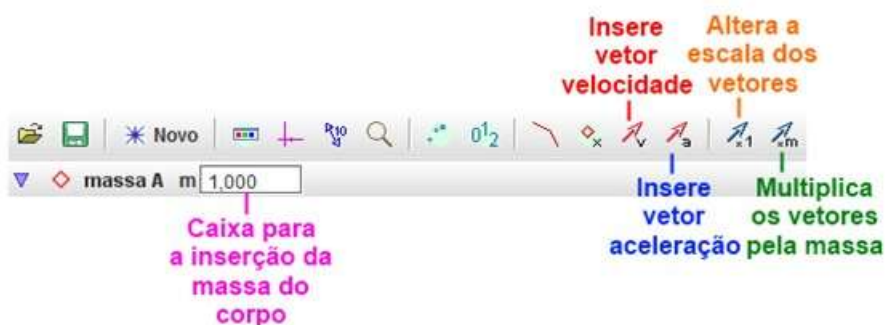 Insere
vetor
velocidade
Altera a
escala dos
vetores
Novo
massa A m 1,000
Caixa para
a inserção da
massa do
corpo
Insere
vetor
aceleração
Multiplica
os vetores
pela massa